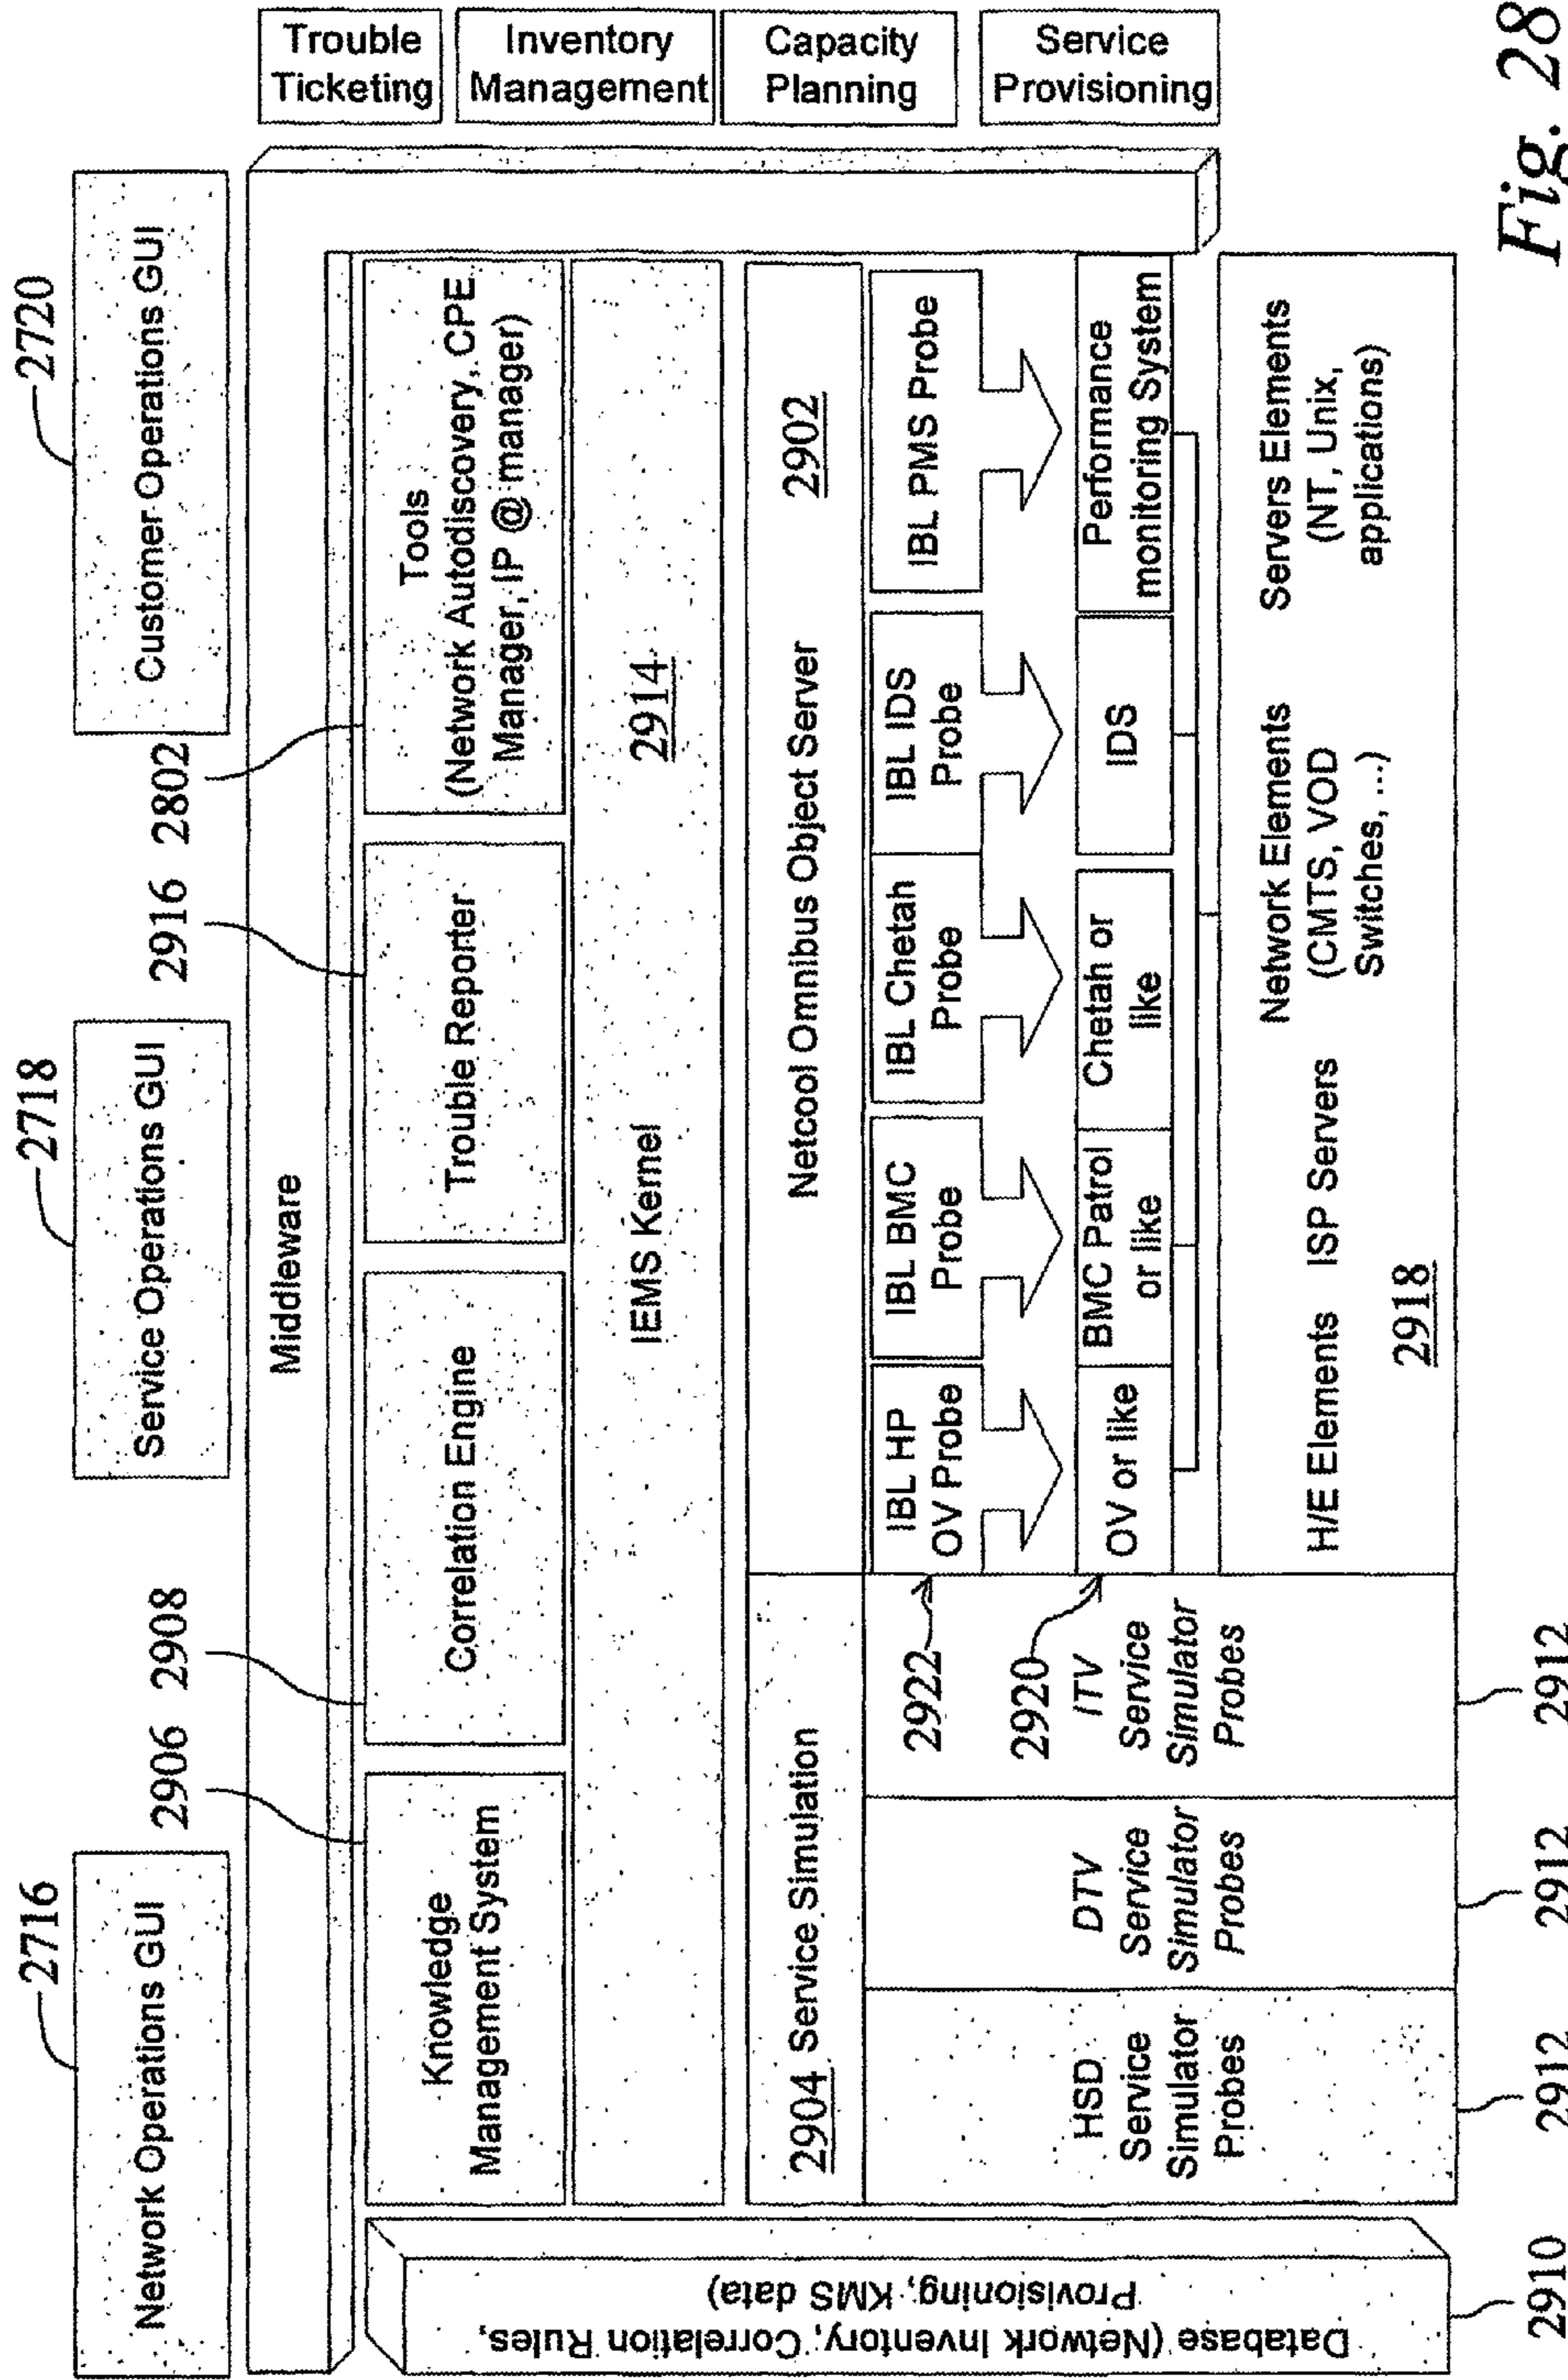 2716
Network Operations GUI
2718
Service Operations GUI
2720
Customer Operations GUI
Trouble
Ticketing
Inventory
Management
Capacity
Planning
Service
Provisioning
2906
2908
2916
2802
Middleware
Knowledge
Management System
Correlation Engine
Trouble Reporter
Tools
(Network Autodiscovery, CPE
Manager, IP @ manager)
IEMS Kernel
2914
2904
Service Simulation
Netcool Omnibus Object Server
2902
2922
IBL HP
OV Probe
IBL BMC
Probe
IBL Chetah
Probe
IBL IDS
Probe
IBL PMS Probe
2920
OV or like
BMC Patrol
or like
Chetah or
like
IDS
Performance
monitoring System
HSD
Service
Simulator
Probes
DTV
Service
Simulator
Probes
ITV
Service
Simulator
Probes
H/E Elements
ISP Servers
Network Elements
(CMTS, VOD
Switches, ...)
Servers Elements
(NT, Unix,
applications)
2918
Database (Network Inventory, Correlation Rules,
Provisioning, KMS data)
2910
2912
2912
2912
Fig. 28